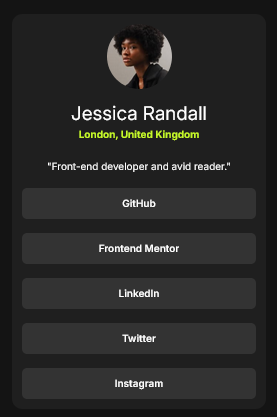 Jessica Randall
London, United Kingdom
"Front-end developer and avid reader."
GitHub
Frontend Mentor
LinkedIn
Twitter
Instagram